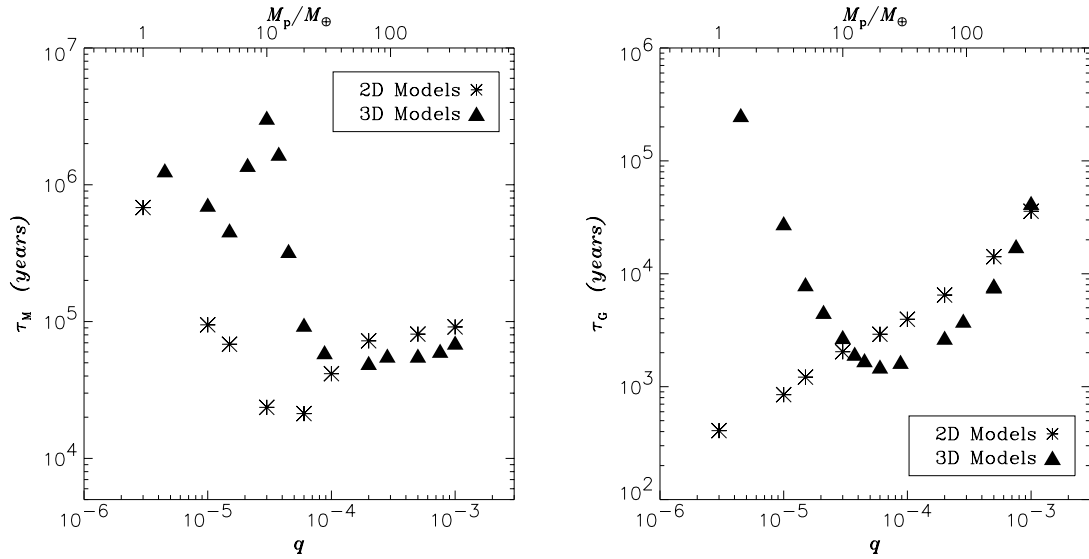 M_p/M_⊕
1 10 100
10^7
10^6
10^5
10^4
τ_M (years)
2D Models
3D Models
10^-6 10^-5 10^-4 10^-3
q
M_p/M_⊕
1 10 100
10^6
10^5
10^4
10^3
10^2
τ_G (years)
2D Models
3D Models
10^-6 10^-5 10^-4 10^-3
q